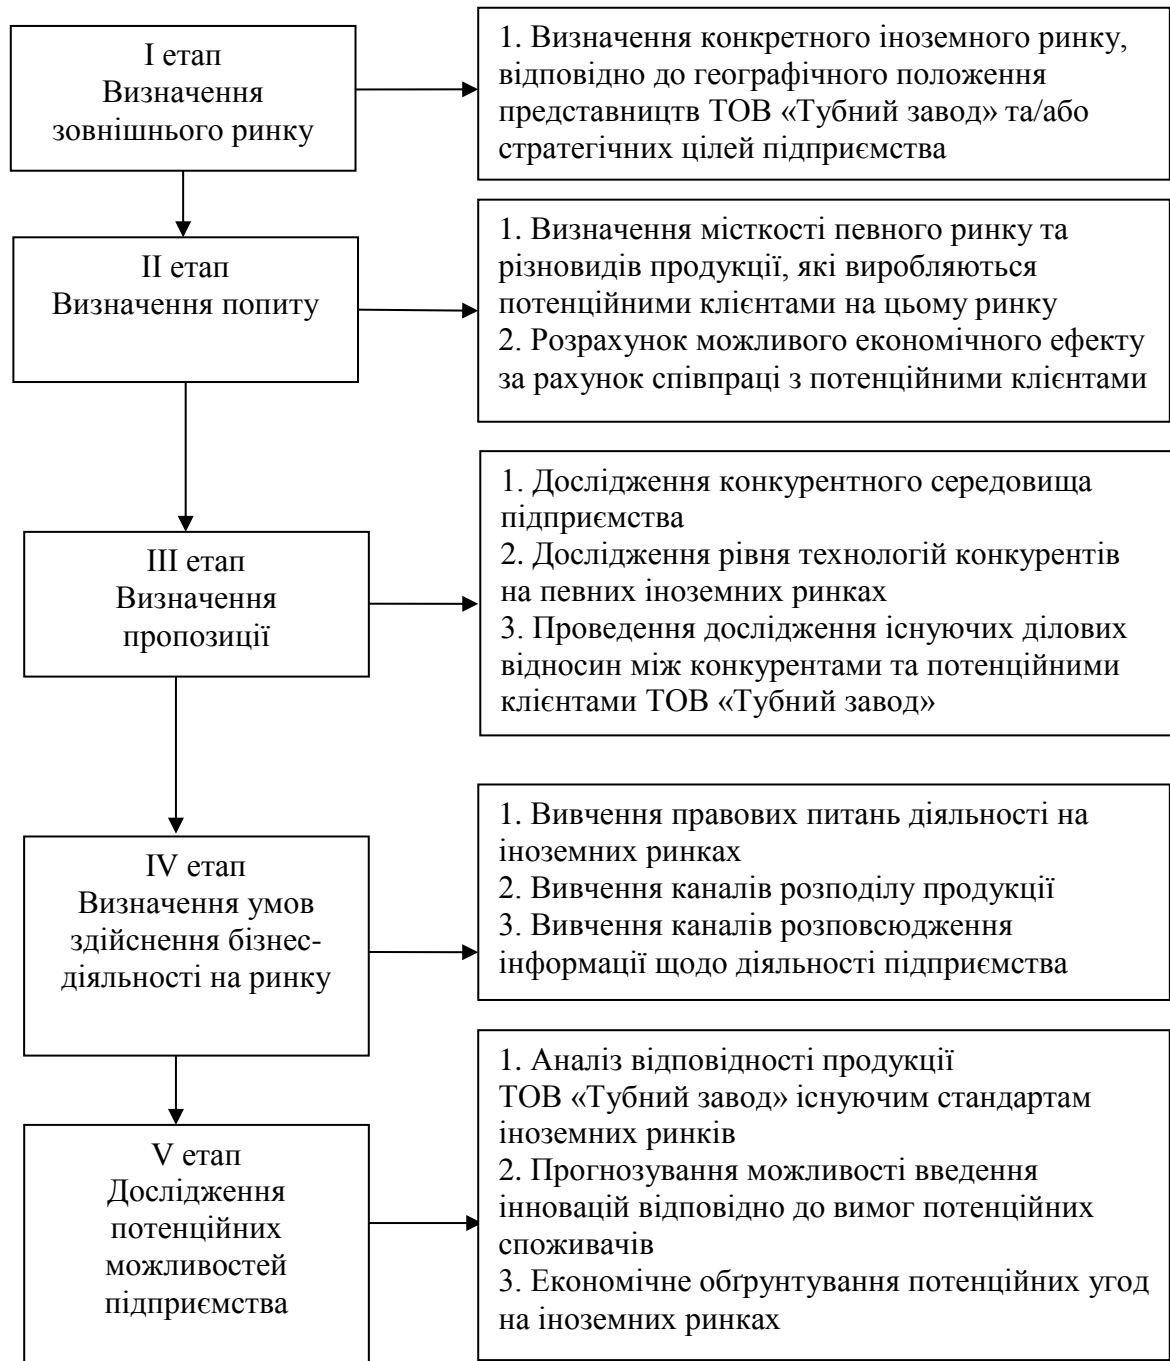 І етап
Визначення
зовнішнього ринку
1. Визначення конкретного іноземного ринку,
відповідно до географічного положення
представництв ТОВ «Тубний завод» та/або
стратегічних цілей підприємства
ІІ етап
Визначення попиту
1. Визначення місткості певного ринку та
різновидів продукції, які виробляються
потенційними клієнтами на цьому ринку
2. Розрахунок можливого економічного ефекту
за рахунок співпраці з потенційними клієнтами
ІІІ етап
Визначення
пропозиції
1. Дослідження конкурентного середовища
підприємства
2. Дослідження рівня технологій конкурентів
на певних іноземних ринках
3. Проведення дослідження існуючих ділових
відносин між конкурентами та потенційними
клієнтами ТОВ «Тубний завод»
IV етап
Визначення умов
здійснення бізнес-
діяльності на ринку
1. Вивчення правових питань діяльності на
іноземних ринках
2. Вивчення каналів розподілу продукції
3. Вивчення каналів розповсюдження
інформації щодо діяльності підприємства
V етап
Дослідження
потенційних
можливостей
підприємства
1. Аналіз відповідності продукції
ТОВ «Тубний завод» існуючим стандартам
іноземних ринків
2. Прогнозування можливості введення
інновацій відповідно до вимог потенційних
споживачів
3. Економічне обґрунтування потенційних угод
на іноземних ринках